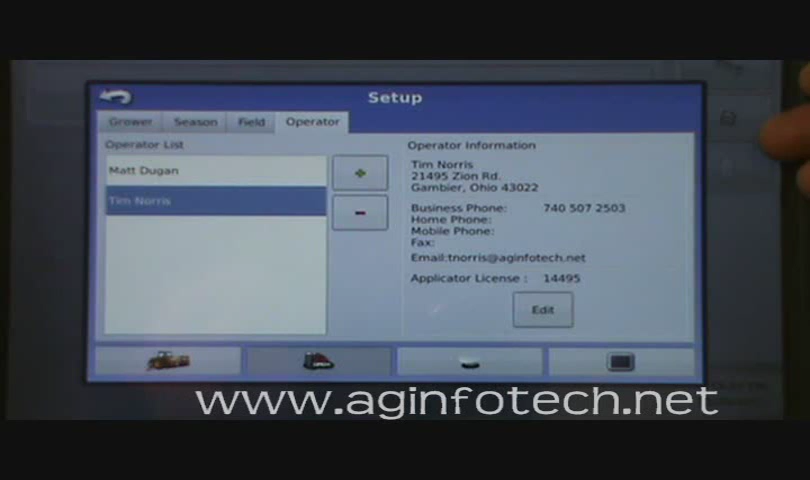 Setup
Grower Season Field Operator
Operator List
Matt Dugan
Tim Norris
Operator Information
Tim Norris
21495 Zion Rd.
Gambier, Ohio 43022
Business Phone: 740 507 2503
Home Phone:
Mobile Phone:
Fax:
Email:tnorris@aginfotech.net
Applicator License : 14495
Edit
www.aginfotech.net